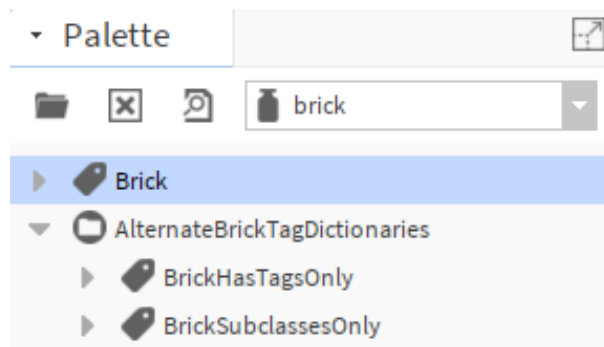 Palette
brick
Brick
AlternateBrickTagDictionaries
BrickHasTagsOnly
BrickSubclassesOnly